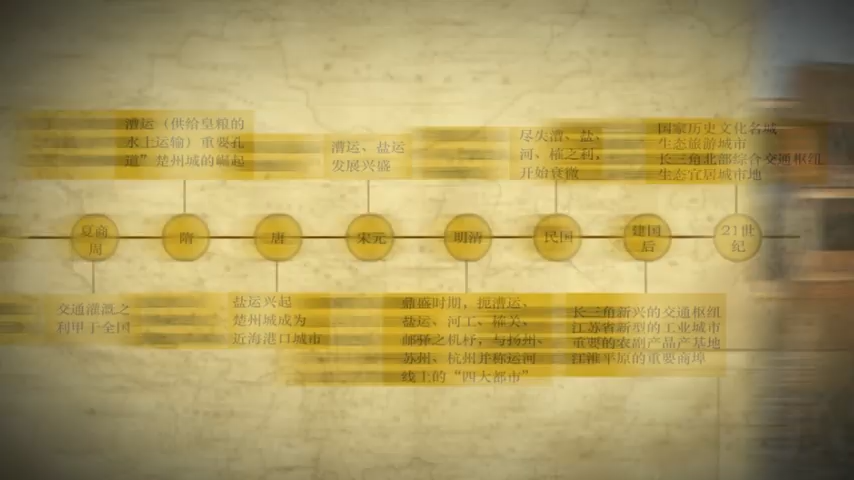 漕运（供给皇粮的
水上运输）重要孔
道”楚州城的崛起
漕运、盐运
发展兴盛
尽失漕、盐、
河、榷之利，
开始衰微
国家历史文化名城
生态旅游城市
长三角北部综合交通枢纽
生态宜居城市地
夏商
周
隋
唐
宋元
明清
民国
建国
后
21世
纪
交通灌溉之
利甲于全国
盐运兴起
楚州城成为
近海港口城市
鼎盛时期，扼漕运、
盐运、河工、榷关、
邮驿之机杼，与扬州、
苏州、杭州并称运河
线上的“四大都市”
长三角新兴的交通枢纽
江苏省新型的工业城市
重要的农副产品产基地
江淮平原的重要商埠